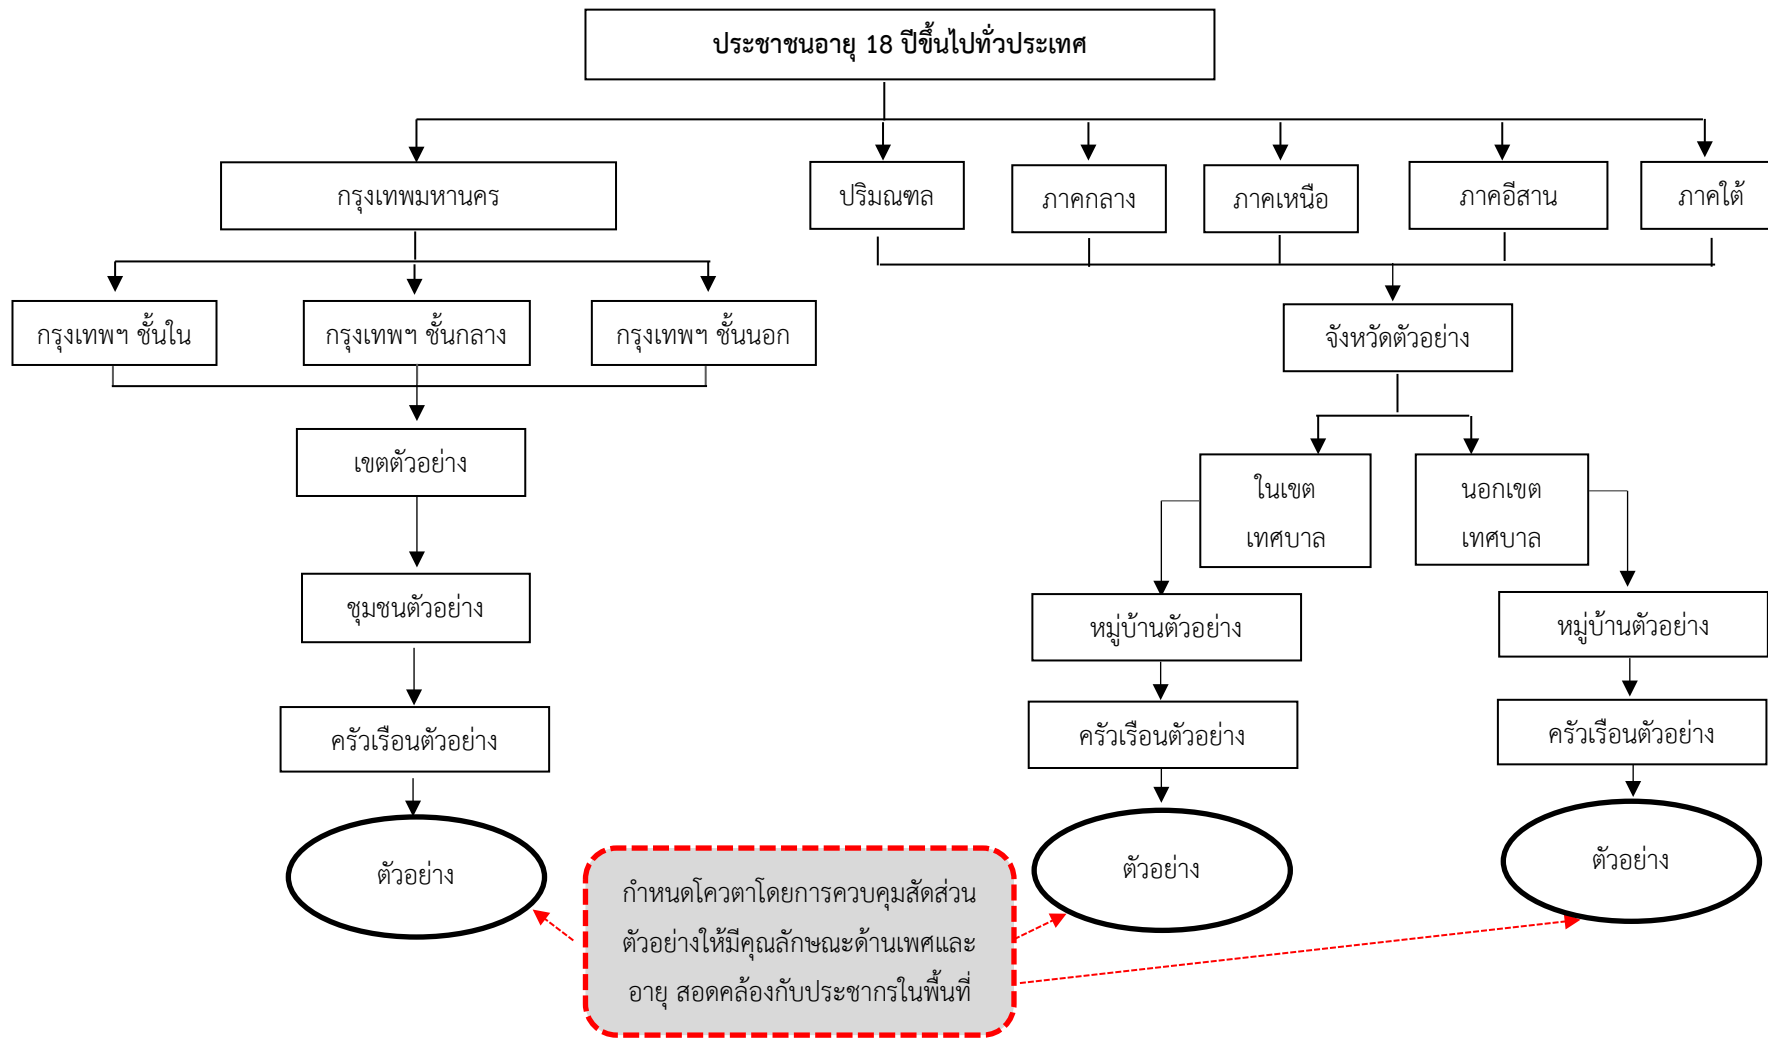 ประชาชนอายุ 18 ปีขึ้นไปทั่วประเทศ
กรุงเทพมหานคร
ปริมณฑล
ภาคกลาง
ภาคเหนือ
ภาคอีสาน
ภาคใต้
กรุงเทพฯ ชั้นใน
กรุงเทพฯ ชั้นกลาง
กรุงเทพฯ ชั้นนอก
จังหวัดตัวอย่าง
เขตตัวอย่าง
ในเขต
เทศบาล
นอกเขต
เทศบาล
ชุมชนตัวอย่าง
หมู่บ้านตัวอย่าง
หมู่บ้านตัวอย่าง
ครัวเรือนตัวอย่าง
ครัวเรือนตัวอย่าง
ครัวเรือนตัวอย่าง
ตัวอย่าง
ตัวอย่าง
ตัวอย่าง
กำหนดโควตาโดยการควบคุมสัดส่วน
ตัวอย่างให้มีคุณลักษณะด้านเพศและ
อายุ สอดคล้องกับประชากรในพื้นที่